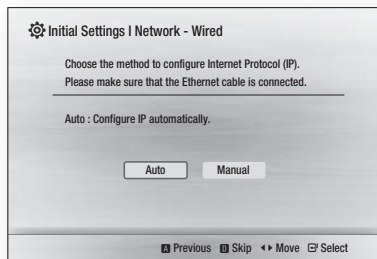 Initial Settings I Network - Wired
Choose the method to configure Internet Protocol (IP).
Please make sure that the Ethernet cable is connected.
Auto : Configure IP automatically.
Auto Manual
A Previous D Skip Move Select